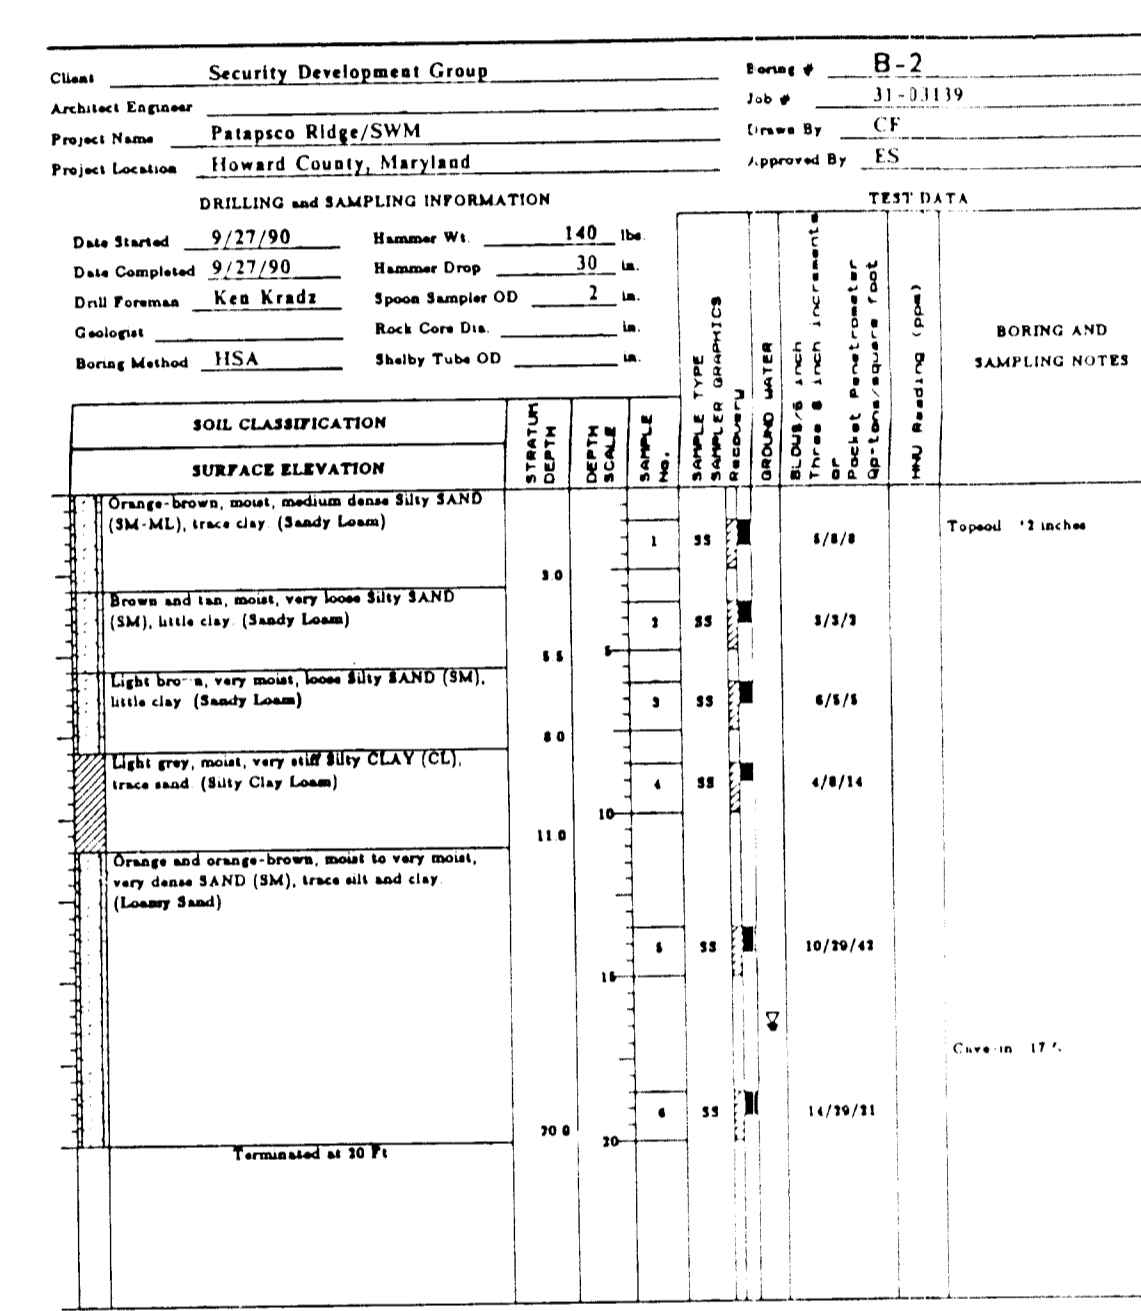 Client Security Development Group
Boring # B-2
Architect Engineer
Job # 31-03139
Project Name Patapsco Ridge/SWM
Drawn By CF
Project Location Howard County, Maryland
Approved By ES
DRILLING and SAMPLING INFORMATION
TEST DATA
Date Started 9/27/90 Hammer Wt. 140 lbs.
Date Completed 9/27/90 Hammer Drop 30 in.
Drill Foreman Ken Kradz Spoon Sampler OD 2 in.
Geologist Rock Core Dia. in.
Boring Method HSA Shelby Tube OD in.
SOIL CLASSIFICATION
SURFACE ELEVATION
STRATUM DEPTH
DEPTH SCALE
SAMPLE No.
SAMPLE TYPE
SAMPLER GRAPHICS
Recovery
GROUND WATER
BLOWS/6 inch
Three 6 inch increments
or
Pocket Penetrometer
Qp-tons/square foot
HNU Reading (ppm)
BORING AND
SAMPLING NOTES
Orange-brown, moist, medium dense Silty SAND
(SM-ML), trace clay. (Sandy Loam)
3.0
1 SS
Topsoil
inches
Brown and tan, moist, very loose Silty SAND
(SM), little clay. (Sandy Loam)
5.5
2 SS
5
Light brown, very moist, loose Silty SAND (SM),
little clay (Sandy Loam)
8.0
3 SS 6/5/5
Light grey, moist, very stiff Silty CLAY (CL),
trace sand. (Silty Clay Loam)
11.0
4 SS 4/8/14
10
Orange and orange-brown, moist to very moist,
very dense SAND (SM), trace silt and clay.
(Loamy Sand)
5 SS
15
Cave-in
6 SS
20.0
20
Terminated at 20 Ft